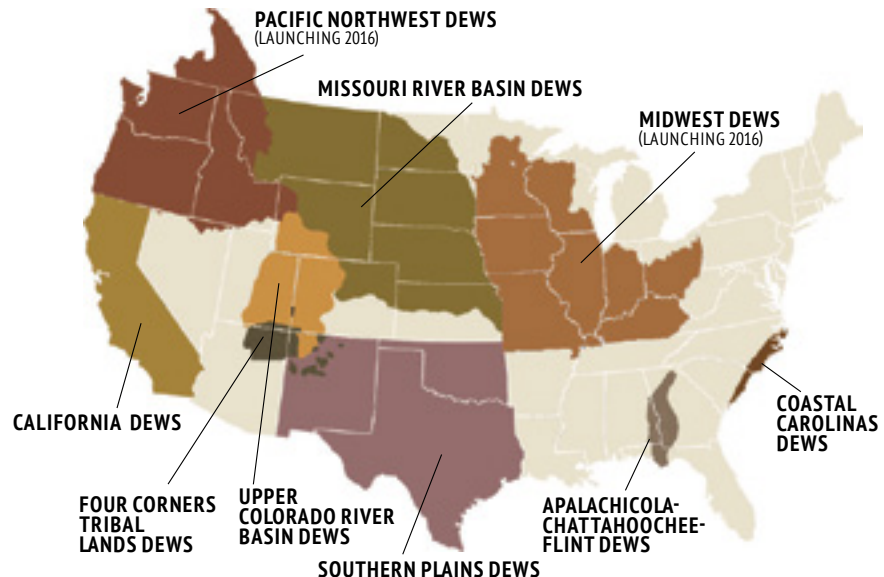 PACIFIC NORTHWEST DEWS
(LAUNCHING 2016)
MISSOURI RIVER BASIN DEWS
MIDWEST DEWS
(LAUNCHING 2016)
CALIFORNIA DEWS
COASTAL
CAROLINAS
DEWS
FOUR CORNERS
TRIBAL
LANDS DEWS
UPPER
COLORADO RIVER
BASIN DEWS
APALACHICOLA-
CHATTAHOOCHEE-
FLINT DEWS
SOUTHERN PLAINS DEWS